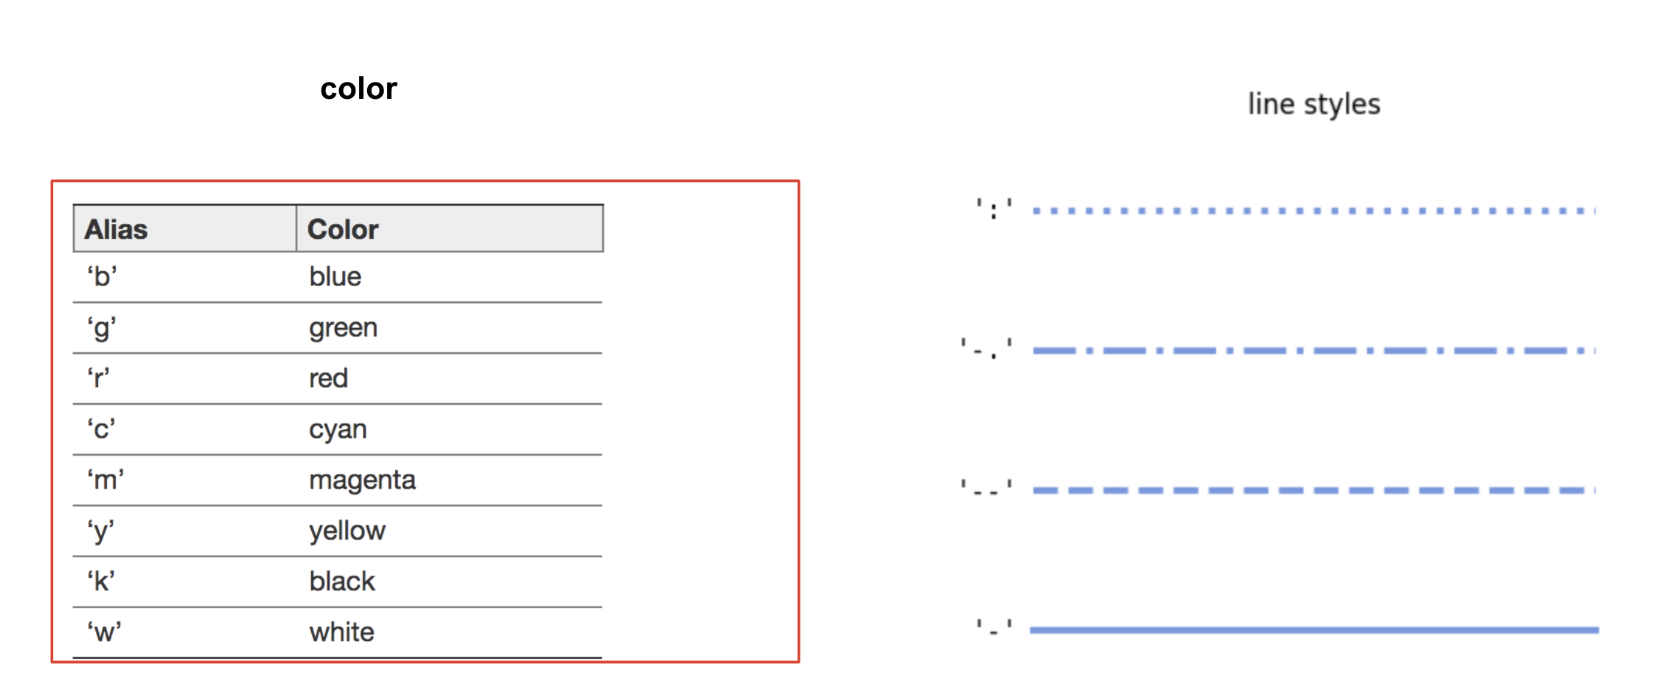 color
Alias Color
‘b’ blue
‘g’ green
‘r’ red
‘c’ cyan
‘m’ magenta
‘y’ yellow
‘k’ black
‘w’ white
line styles
':'
'-.'
'--'
'-'